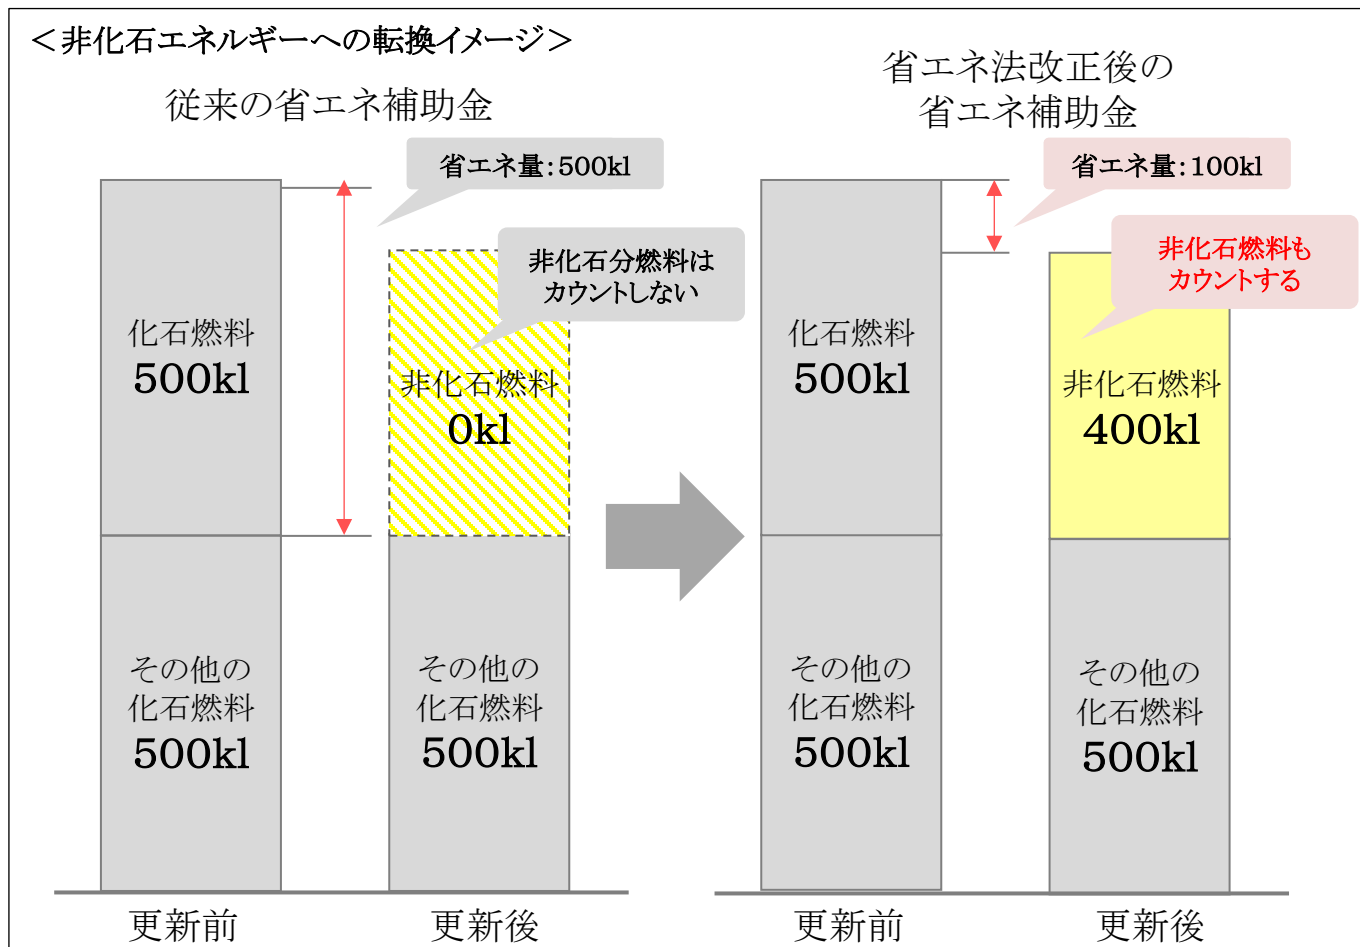 ＜非化石エネルギーへの転換イメージ＞
従来の省エネ補助金
省エネ量：500kl
非化石分燃料は
カウントしない
化石燃料
500kl
非化石燃料
0kl
その他の
化石燃料
500kl
その他の
化石燃料
500kl
更新前
更新後
省エネ法改正後の
省エネ補助金
省エネ量：100kl
非化石燃料も
カウントする
化石燃料
500kl
非化石燃料
400kl
その他の
化石燃料
500kl
その他の
化石燃料
500kl
更新前
更新後